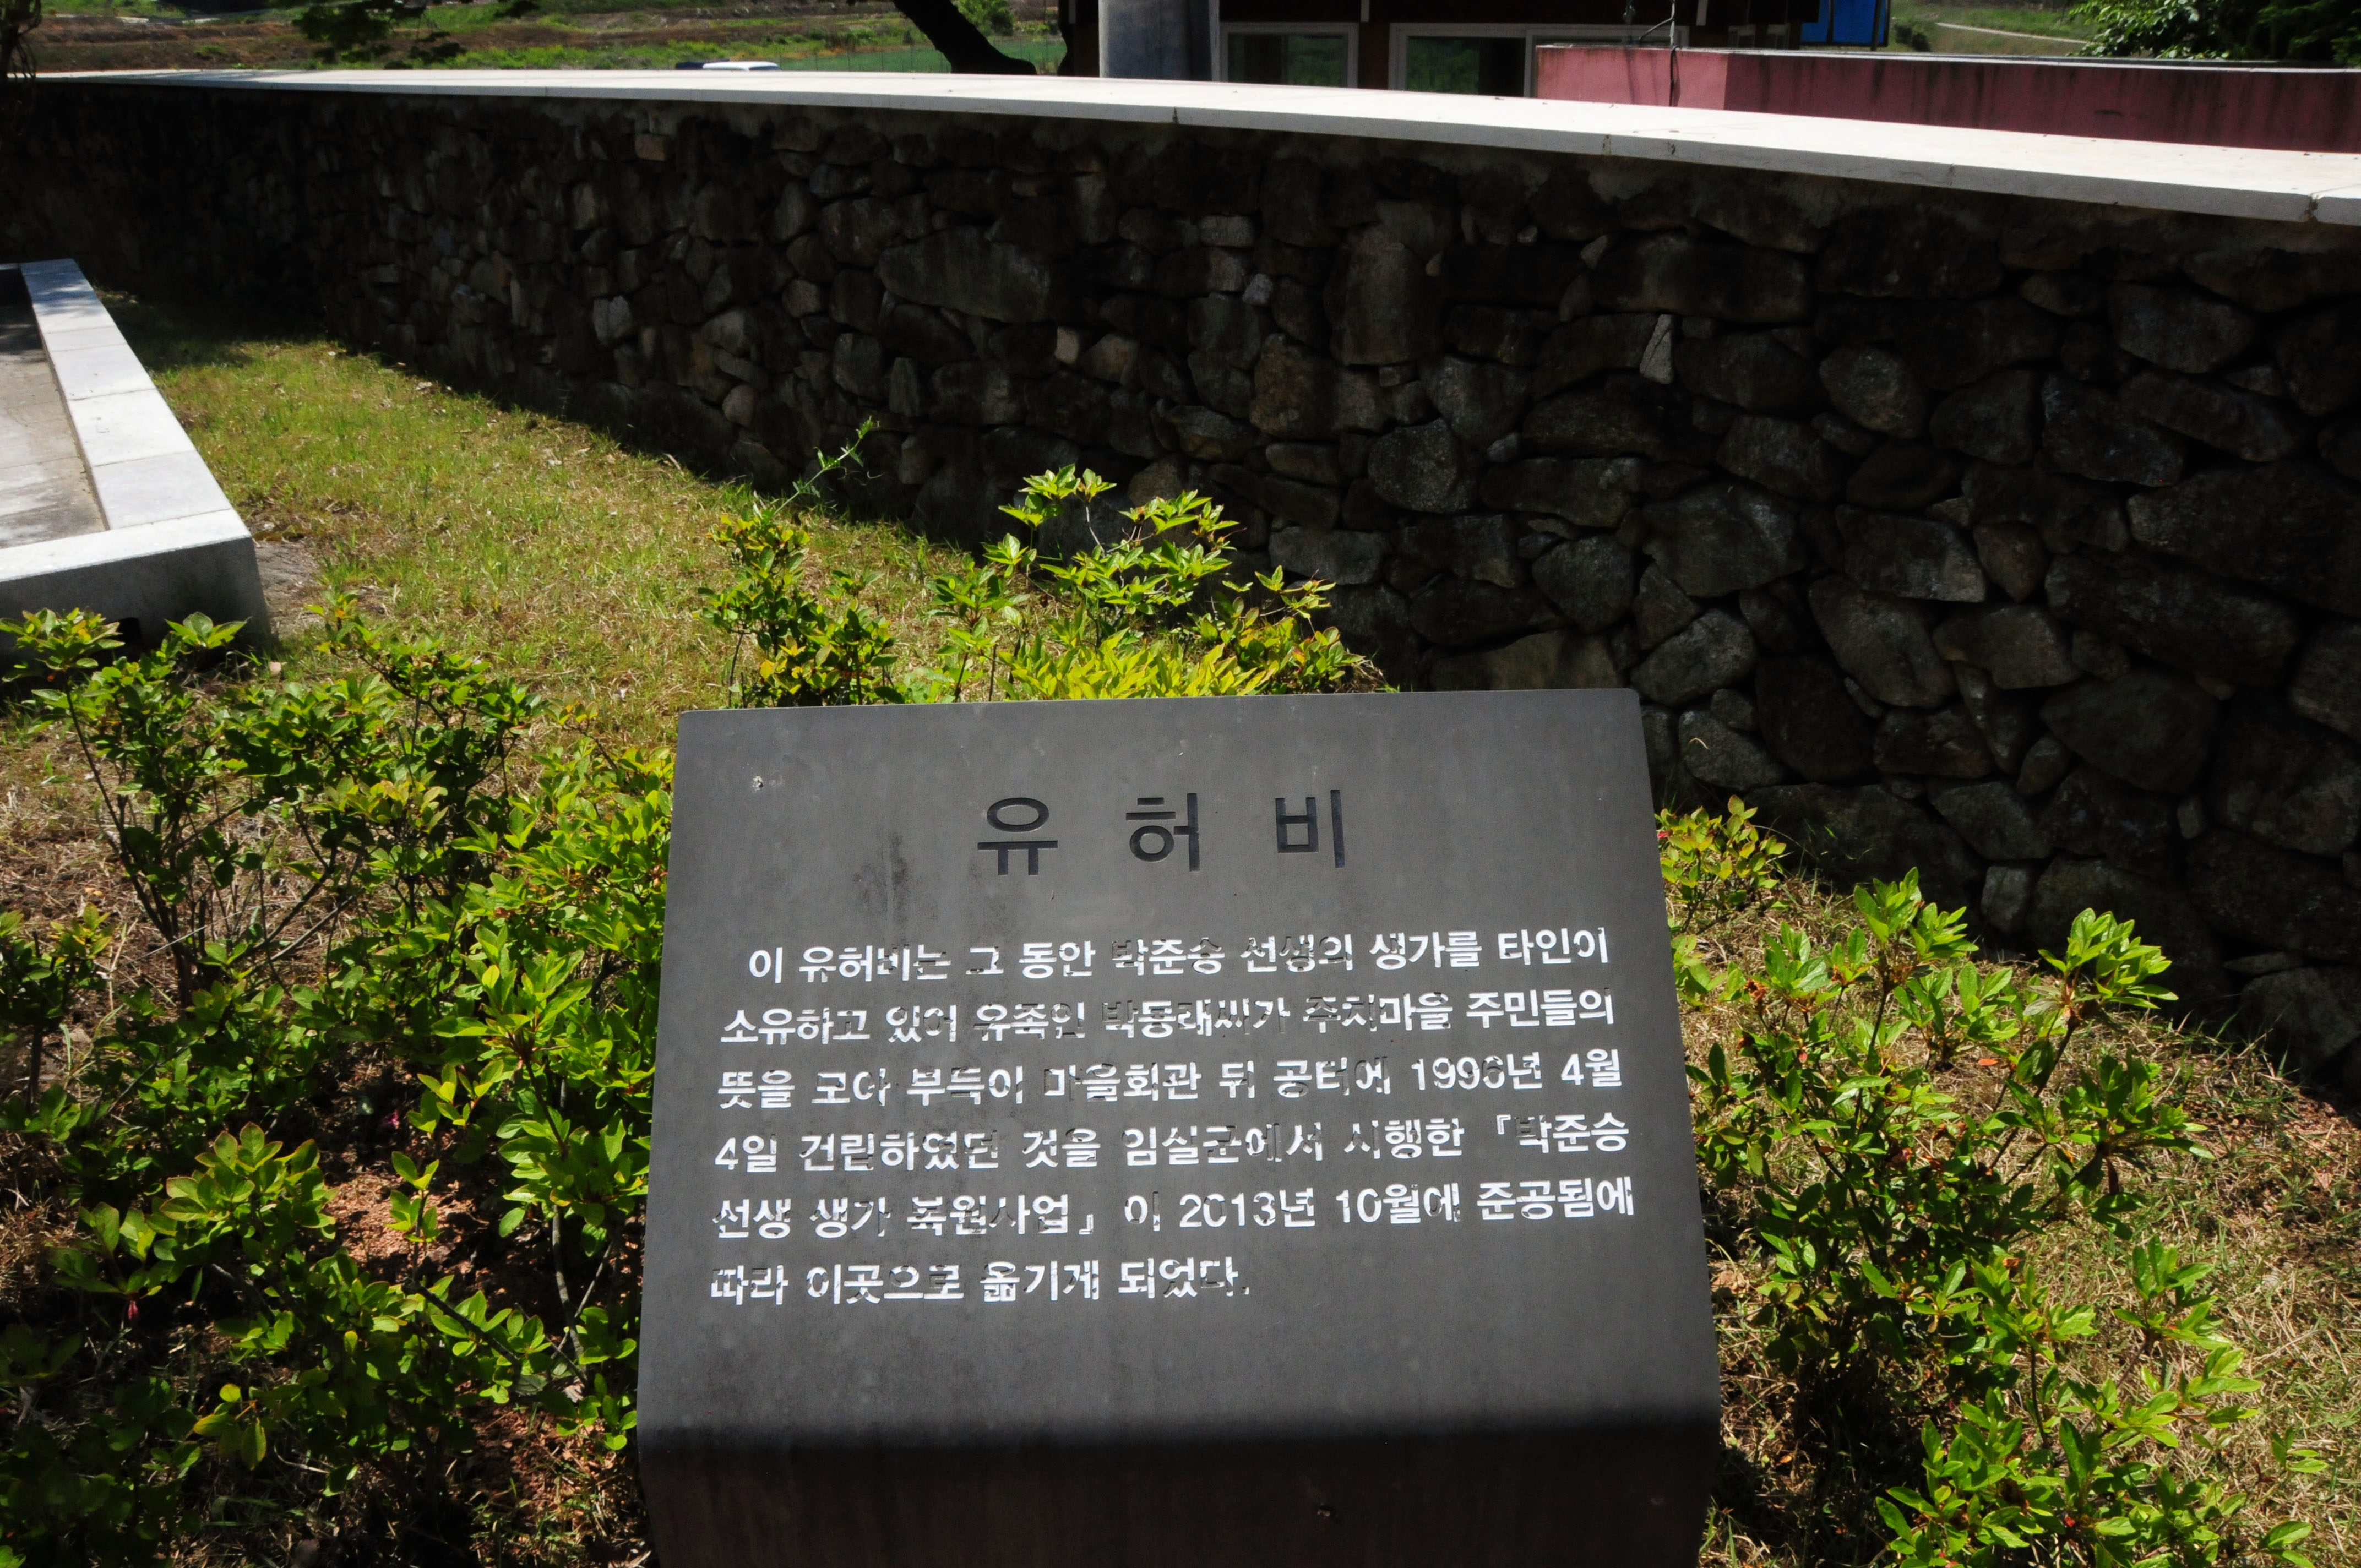 유허비
이 유허비는 그 동안 박준승 선생의 생가를 타인이
소유하고 있어 유족인 박동래씨가 주치마을 주민들의
뜻을 모아 부득이 마을회관 뒤 공터에 1996년 4월
4일 건립하였던 것을 임실군에서 시행한 『박준승
선생 생가 복원사업』이 2013년 10월에 준공됨에
따라 이곳으로 옮기게 되었다.